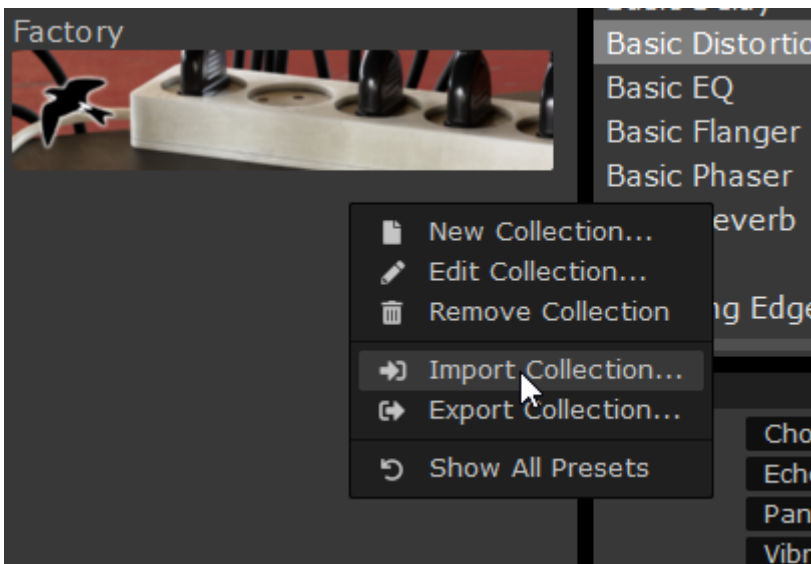 Factory
Basic
Basic Distortio
Basic EQ
Basic Flanger
Basic Phaser
everb
g Edge
New Collection...
Edit Collection...
Remove Collection
Import Collection...
Export Collection...
Show All Presets
Cho
Echo
Pan
Vibr